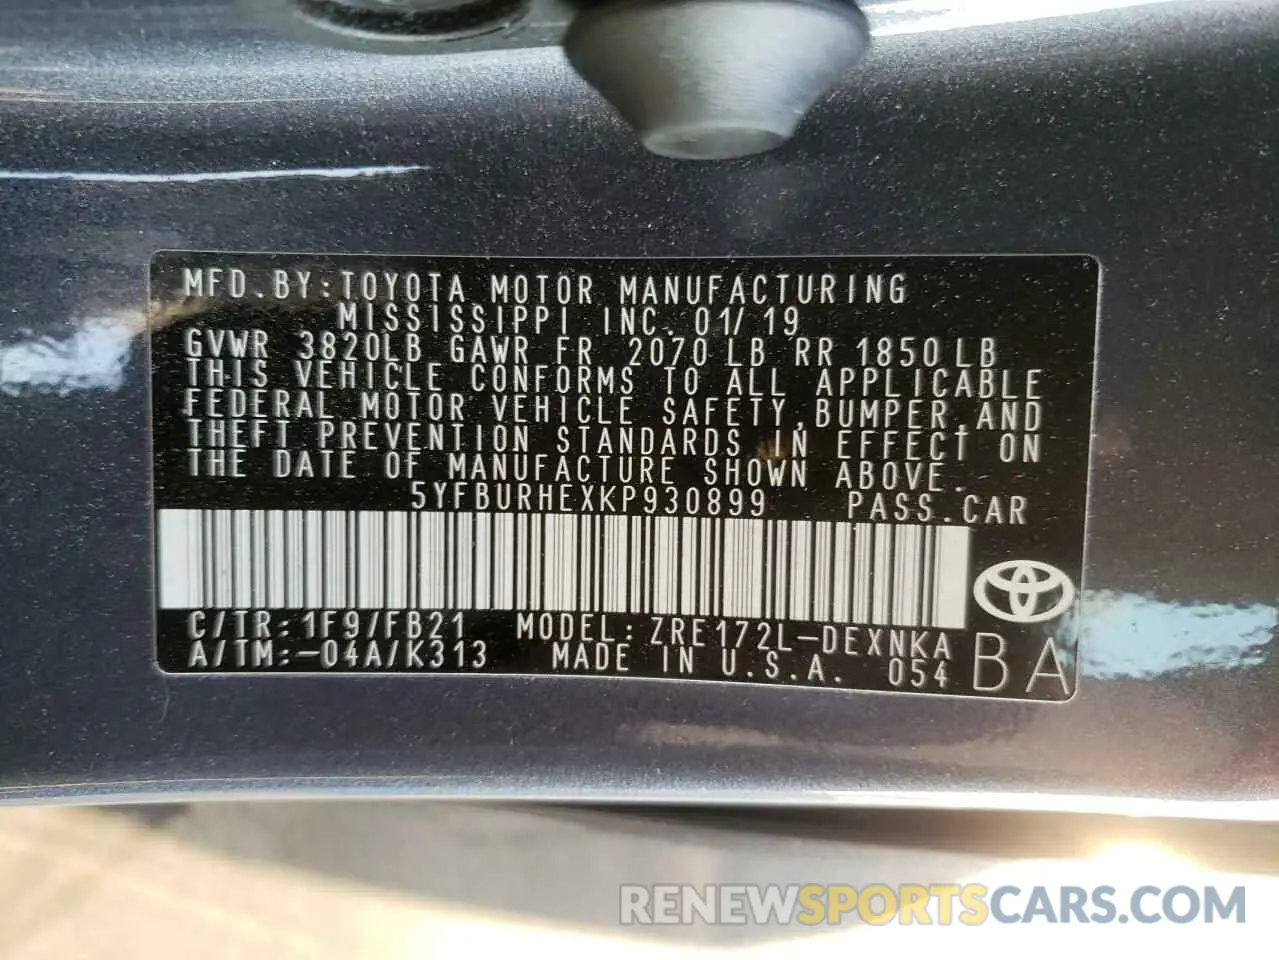 MFD.BY:TOYOTA MOTOR MANUFACTURING
MISSISSIPPI INC. 01/19
GVWR 3820LB GAWR FR 2070LB RR 1850LB
THIS VEHICLE CONFORMS TO ALL APPLICABLE
FEDERAL MOTOR VEHICLE SAFETY,BUMPER,AND
THEFT PREVENTION STANDARDS IN EFFECT ON
THE DATE OF MANUFACTURE SHOWN ABOVE.
5YFBURHEXKP930899 PASS.CAR
C/TR:1F9/FB21 MODEL:ZRE172L-DEXNKA
A/TM:-04A/K313 MADE IN U.S.A. 054
BA
RENEWSPORTSCARS.COM